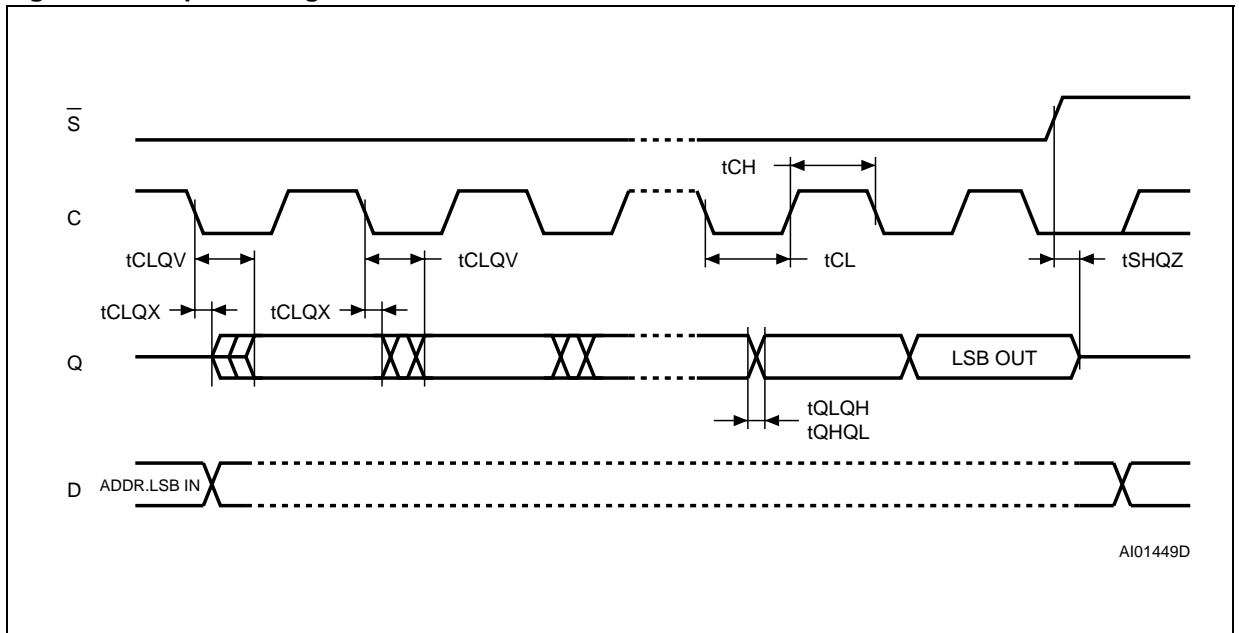 S
tCH
C
tCLQV
tCLQV
tCL
tSHQZ
tCLQX
tCLQX
Q
LSB OUT
tQLQH
tQHQL
D
ADDR.LSB IN
AI01449D